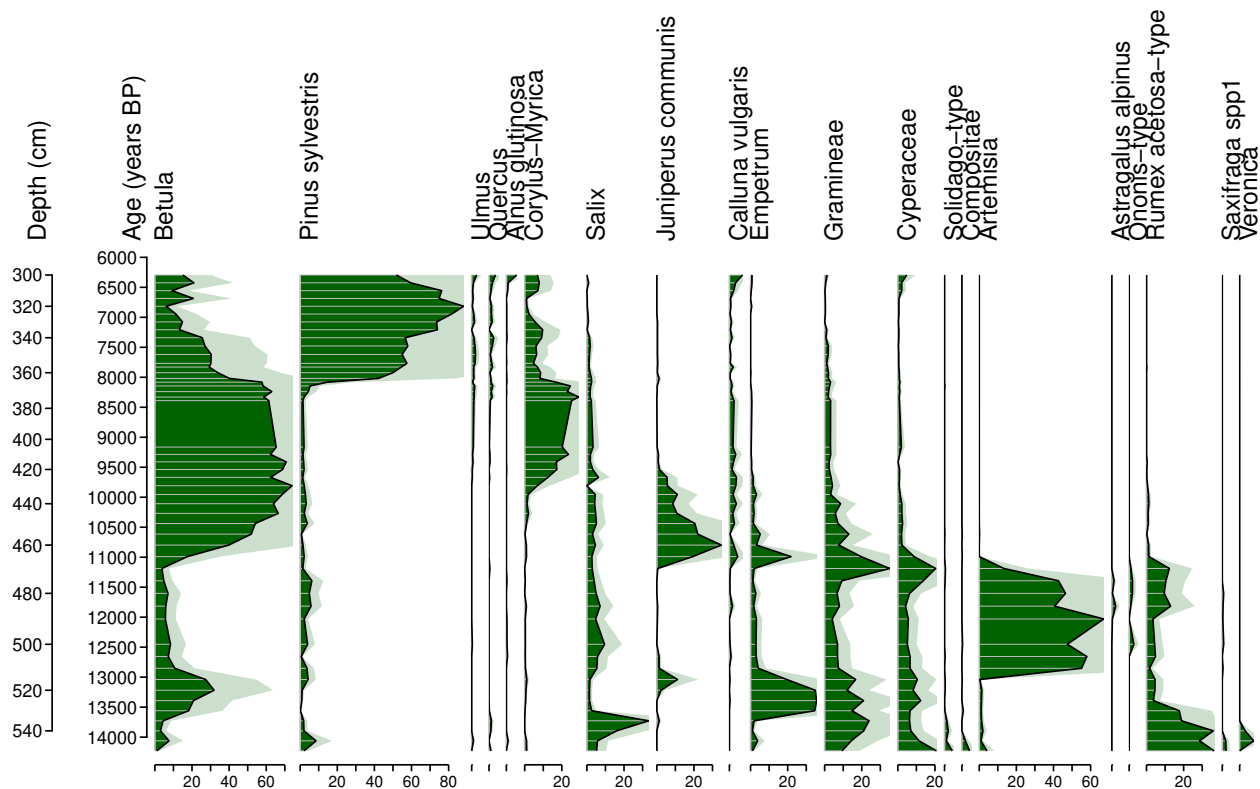 Depth (cm)
Age (years BP)
Betula
Pinus sylvestris
Ulmus
Quercus
Alnus glutinosa
Corylus−Myrica
Salix
Juniperus communis
Calluna vulgaris
Empetrum
Gramineae
Cyperaceae
Solidago−type
Compositae
Artemisia
Astragalus alpinus
Ononis−type
Rumex acetosa−type
Saxifraga spp1
Veronica
300
320
340
360
380
400
420
440
460
480
500
520
540
6000
6500
7000
7500
8000
8500
9000
9500
10000
10500
11000
11500
12000
12500
13000
13500
14000
20 40 60
20 40 60 80
20
20
20
20
20
20
20 40 60
20